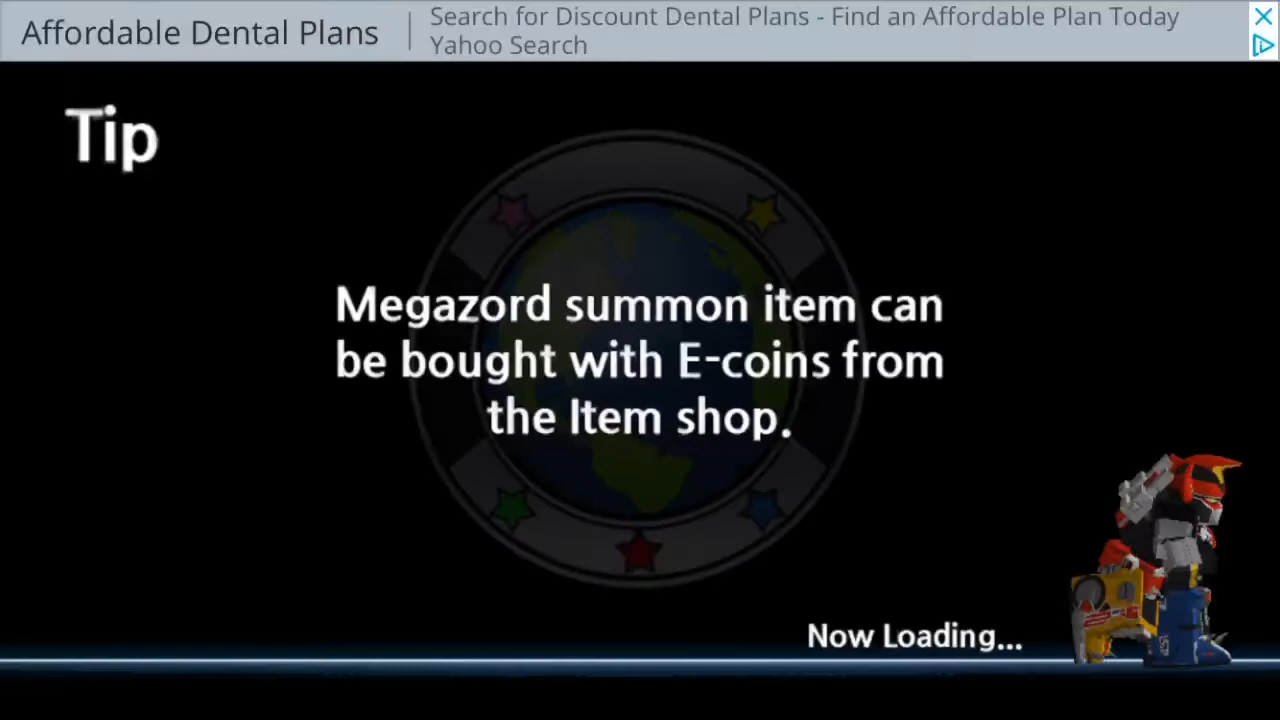 Affordable Dental Plans
Search for Discount Dental Plans - Find an Affordable Plan Today
Yahoo Search
Tip
Megazord summon item can
be bought with E-coins from
the Item shop.
Now Loading...